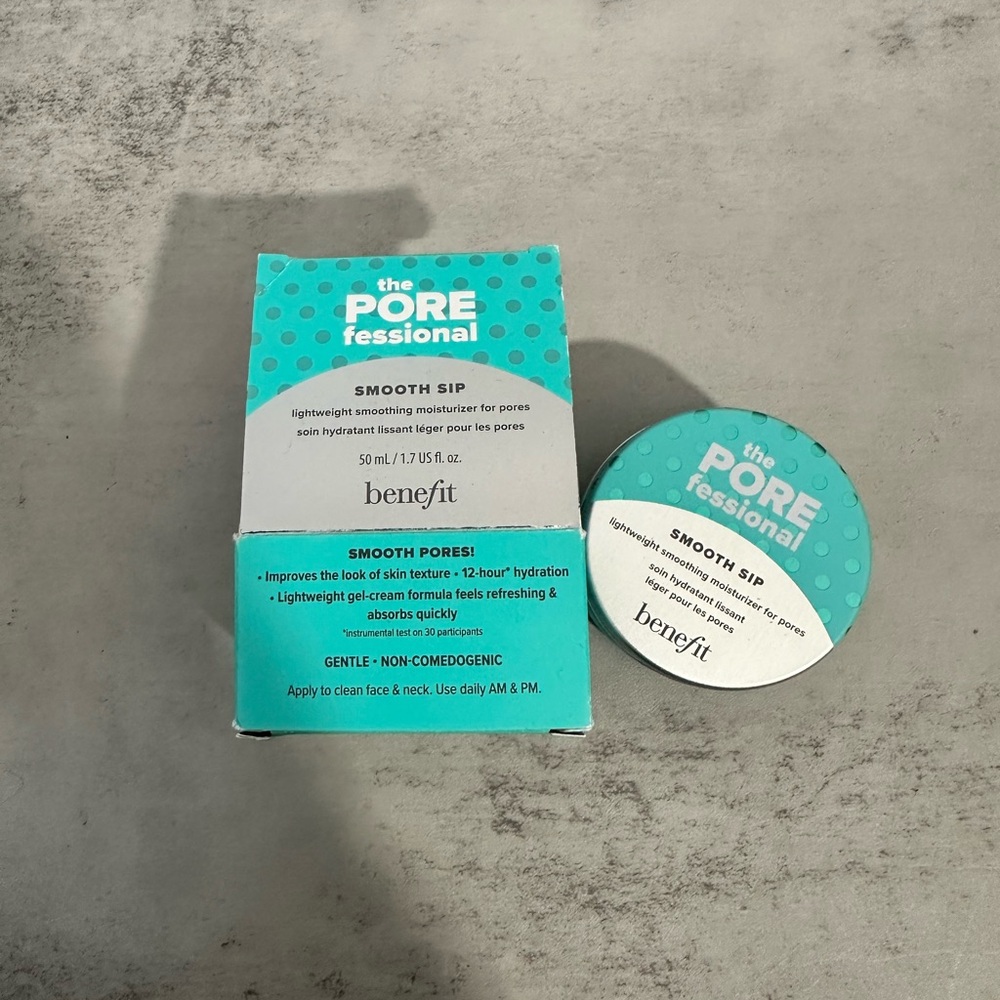 the
PORE
fessional
SMOOTH SIP
lightweight smoothing moisturizer for pores
soin hydratant lissant léger pour les pores
50 mL / 1.7 US fl. oz.
benefit
SMOOTH PORES!
• Improves the look of skin texture • 12-hour* hydration
• Lightweight gel-cream formula feels refreshing &
absorbs quickly
*instrumental test on 30 participants
GENTLE • NON-COMEDOGENIC
Apply to clean face & neck. Use daily AM & PM.
the
PORE
fessional
SMOOTH SIP
lightweight smoothing moisturizer for pores
soin hydratant lissant
léger pour les pores
benefit